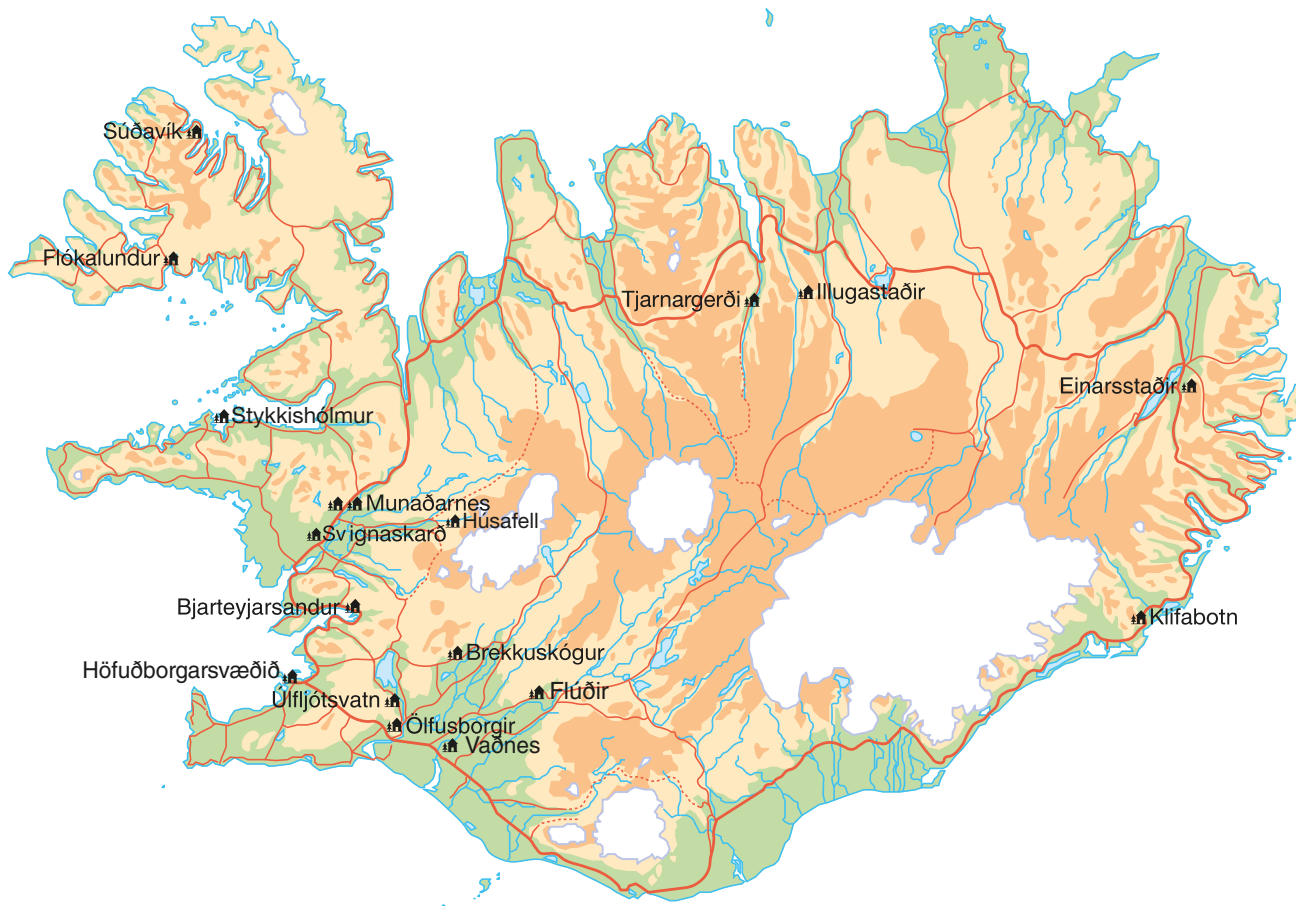 Súðavík
Flókalundur
Tjarnargerði
Illugastaðir
Einarsstaðir
Stykkishólmur
Munaðarnes
Húsafell
Svignaskarð
Bjarteyjarsandur
Klifabotn
Brekkuskógur
Höfuðborgarsvæðið
Flúðir
Úlfljótsvatn
Ölfusborgir
Vaðnes